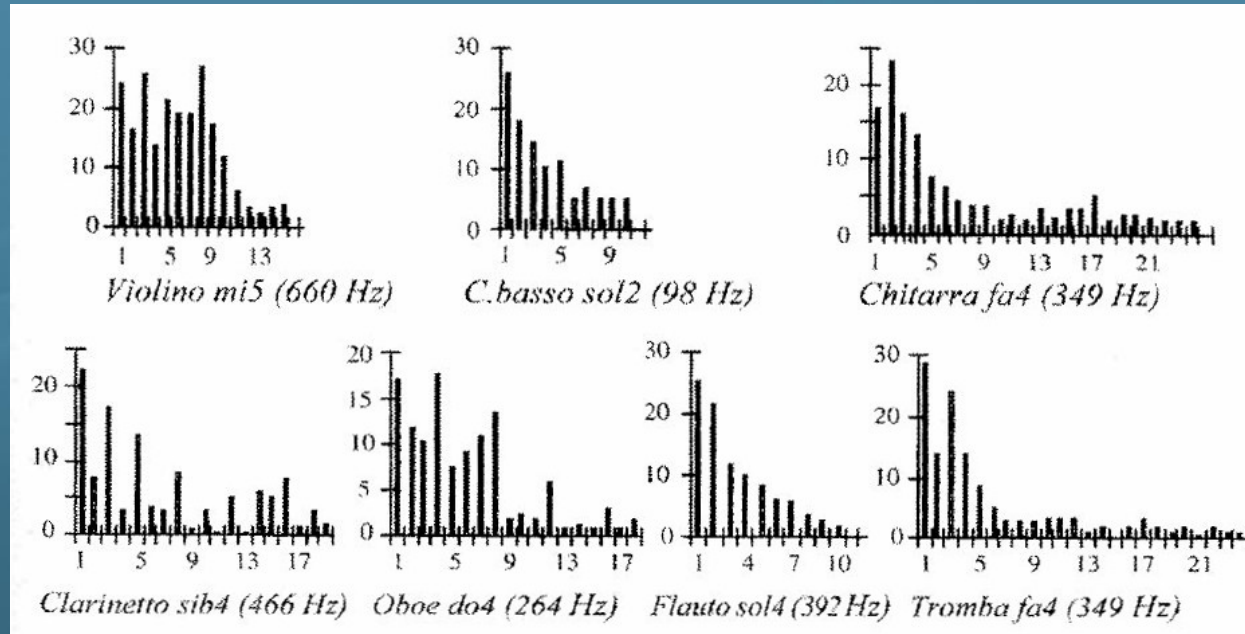 30
20
10
0
1 5 9 13
Violino mi5 (660 Hz)
30
20
10
0
1 5 9
C.basso sol2 (98 Hz)
20
10
0
1 5 9 13 17 21
Chitarra fa4 (349 Hz)
20
10
0
1 5 9 13 17
Clarinetto sib4 (466 Hz)
20
15
10
5
0
1 5 9 13 17
Oboe do4 (264 Hz)
30
20
10
0
1 4 7 10
Flauto sol4 (392 Hz)
30
20
10
0
1 5 9 13 17 21
Tromba fa4 (349 Hz)